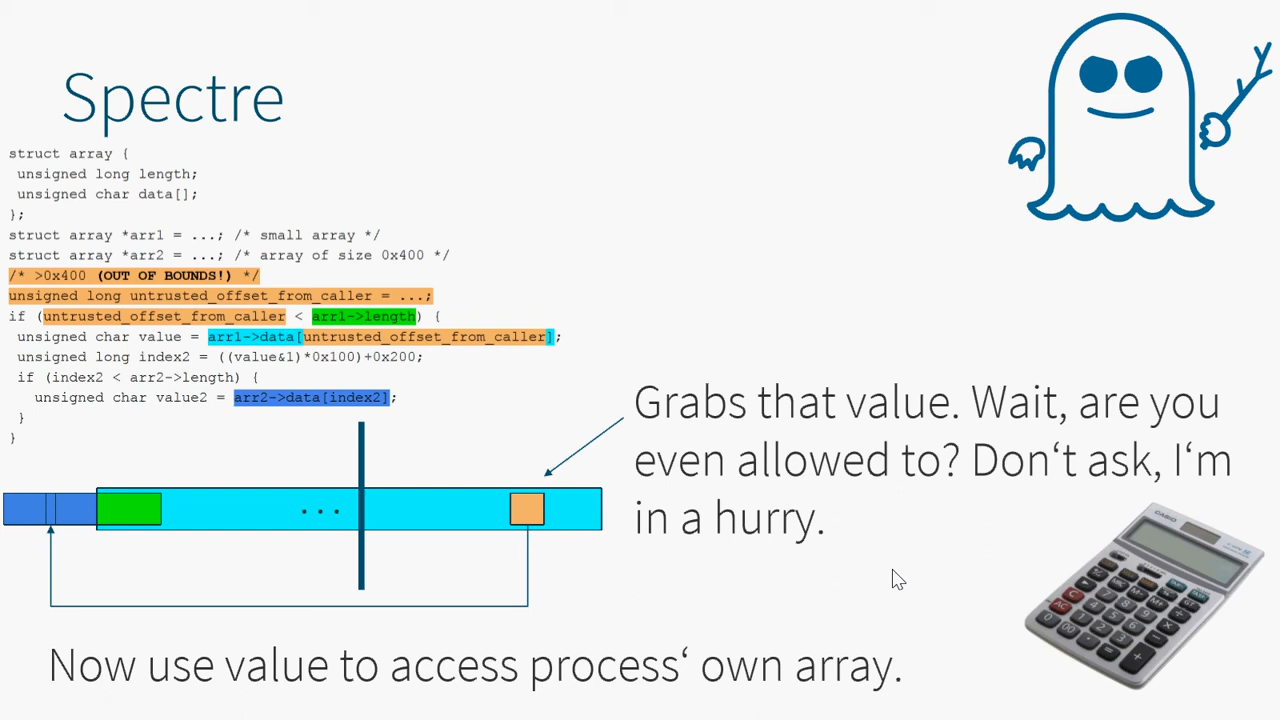 Spectre
struct array {
unsigned long length;
unsigned char data[];
};
struct array *arr1 = ...; /* small array */
struct array *arr2 = ...; /* array of size 0x400 */
/* >0x400 (OUT OF BOUNDS!) */
unsigned long untrusted_offset_from_caller = ...;
if (untrusted_offset_from_caller < arr1->length) {
unsigned char value = arr1->data[untrusted_offset_from_caller];
unsigned long index2 = ((value&1)*0x100)+0x200;
if (index2 < arr2->length) {
unsigned char value2 = arr2->data[index2];
}
}
Grabs that value. Wait, are you
even allowed to? Don‘t ask, I‘m
in a hurry.
...
CASIO
Now use value to access process‘ own array.